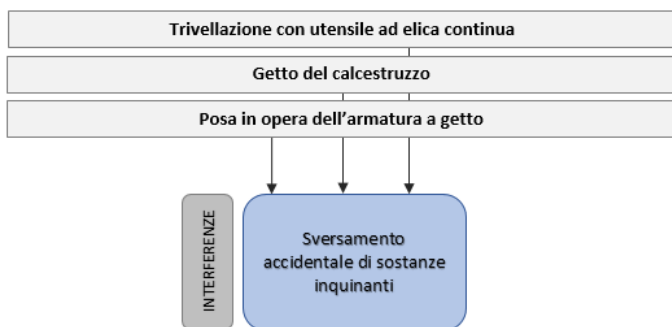 Trivellazione con utensile ad elica continua
Getto del calcestruzzo
Posa in opera dell'armatura a getto
INTERFERENZE
Sversamento
accidentale di sostanze
inquinanti